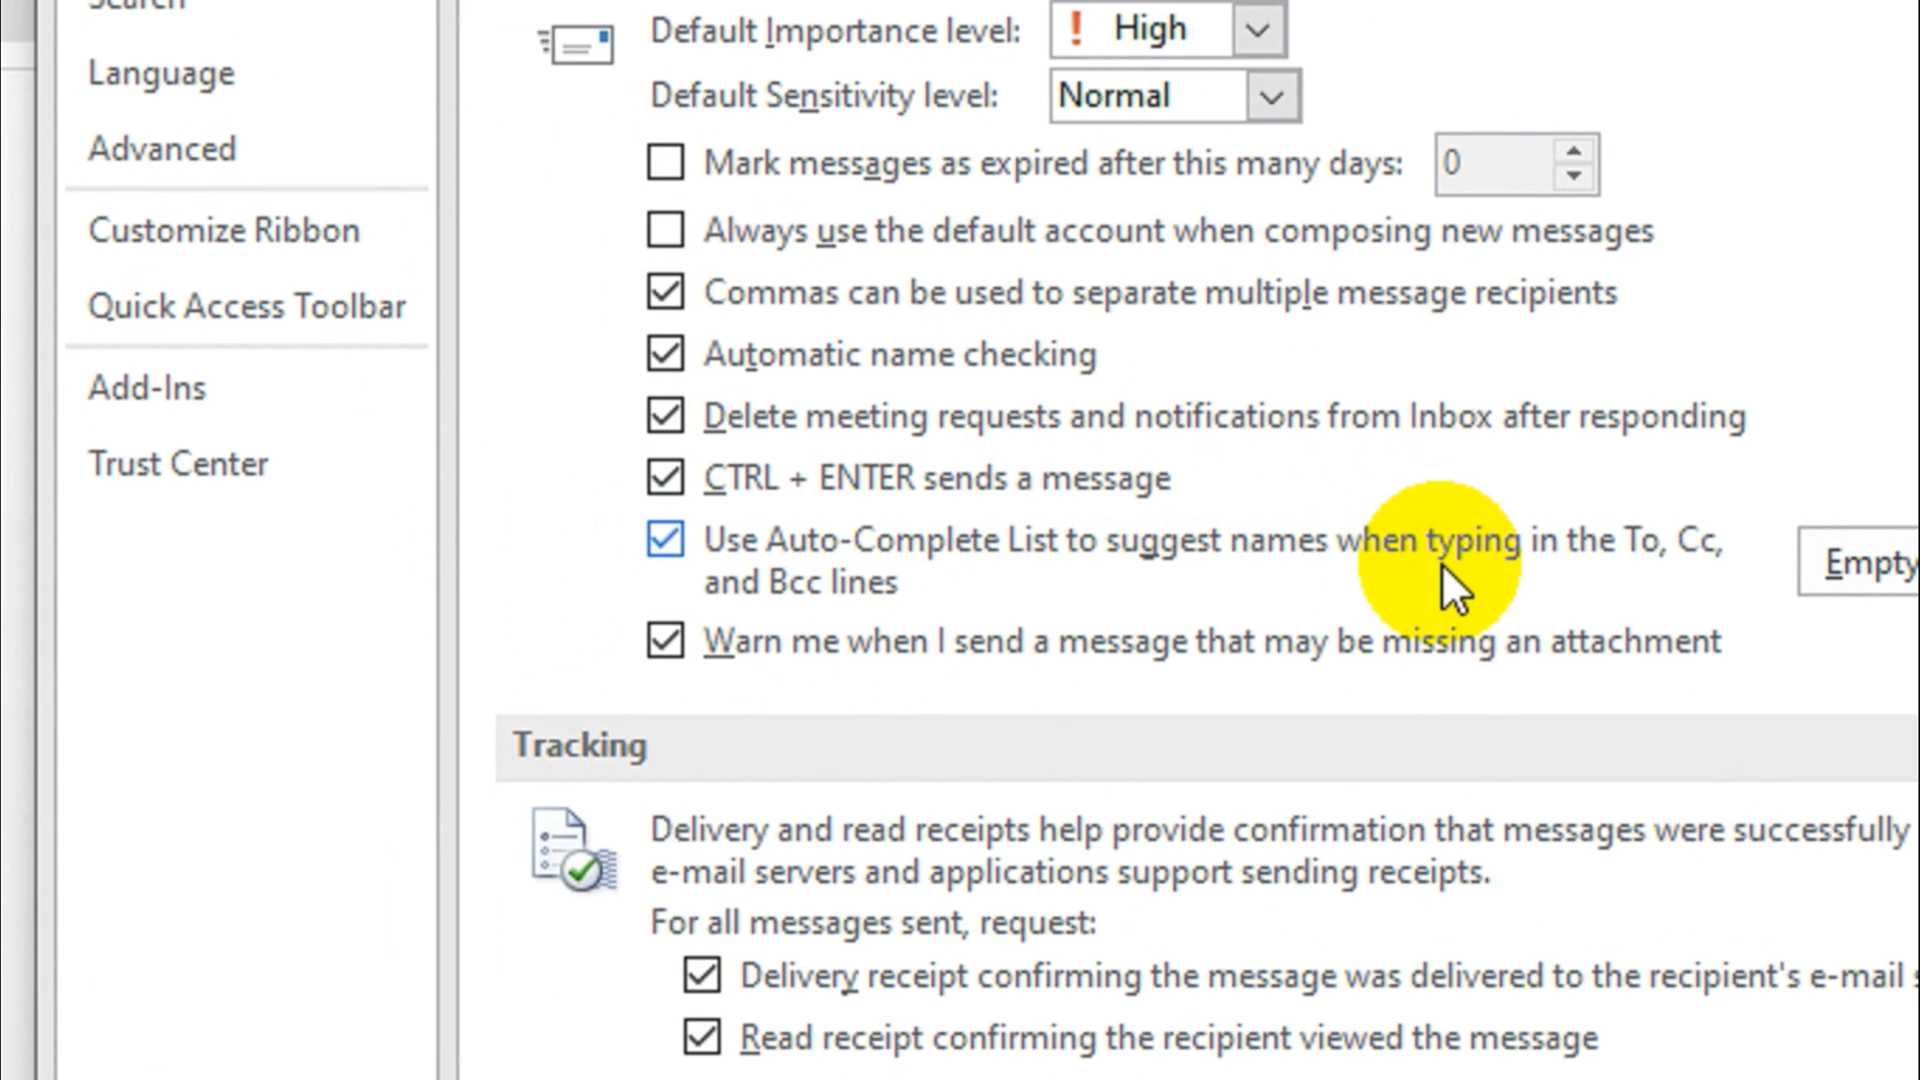 Search
Language
Advanced
Customize Ribbon
Quick Access Toolbar
Add-Ins
Trust Center
Default Importance level: ! High
Default Sensitivity level: Normal
Mark messages as expired after this many days: 0
Always use the default account when composing new messages
Commas can be used to separate multiple message recipients
Automatic name checking
Delete meeting requests and notifications from Inbox after responding
CTRL + ENTER sends a message
Use Auto-Complete List to suggest names when typing in the To, Cc,
and Bcc lines
Empty
Warn me when I send a message that may be missing an attachment
Tracking
Delivery and read receipts help provide confirmation that messages were successfully
e-mail servers and applications support sending receipts.
For all messages sent, request:
Delivery receipt confirming the message was delivered to the recipient's e-mail
Read receipt confirming the recipient viewed the message